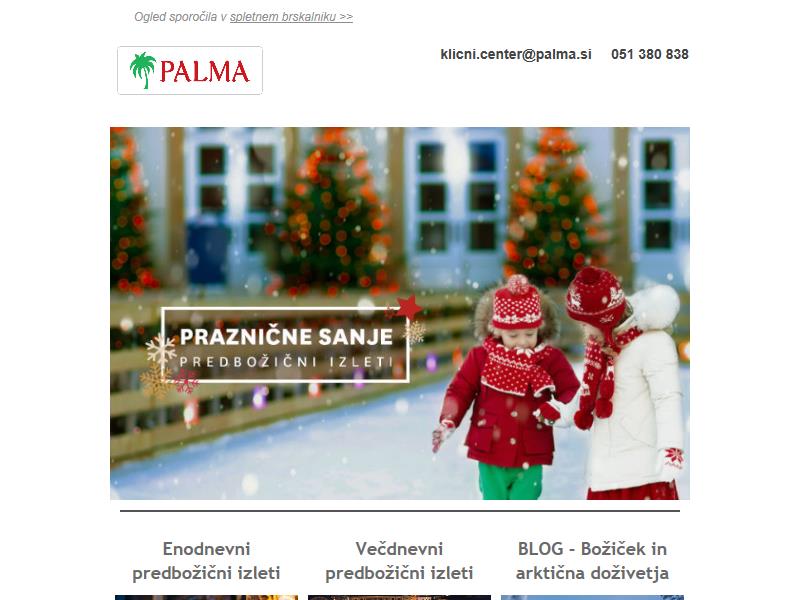 Ogled sporočila v spletnem brskalniku >>
PALMA
klicni.center@palma.si 051 380 838
PRAZNIČNE SANJE
PREDBOŽIČNI IZLETI
Enodnevni
predbožični izleti
Večdnevni
predbožični izleti
BLOG - Božiček in
arktična doživetja